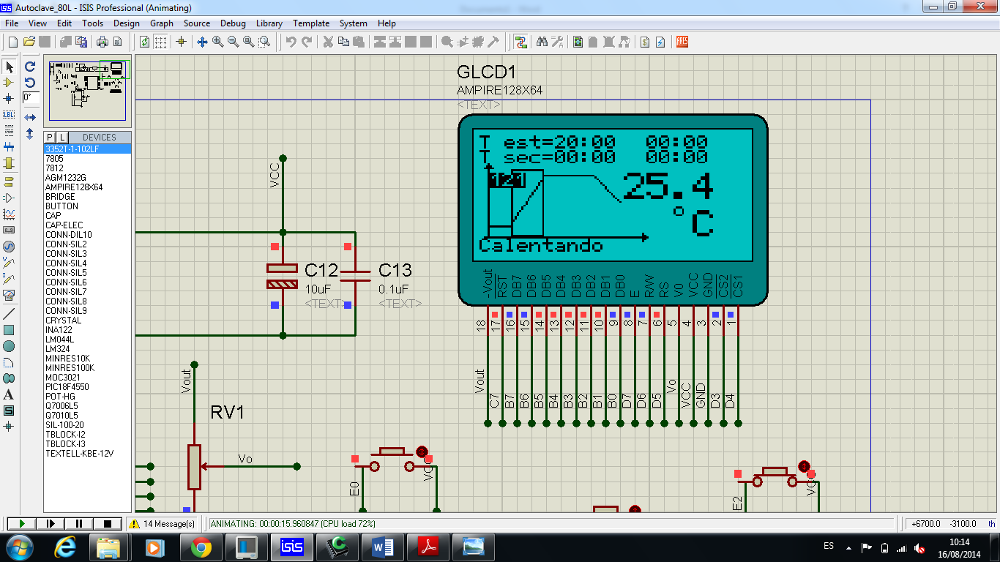 Autoclave_80L - ISIS Professional (Animating)
File View Edit Tools Design Graph Source Debug Library Template System Help
ARES
0°
LBL
P L DEVICES
3352T-1-102LF
7805
7812
AGM1232G
AMPIRE128X64
BRIDGE
BUTTON
CAP
CAP-ELEC
CONN-DIL10
CONN-SIL2
CONN-SIL3
CONN-SIL4
CONN-SIL5
CONN-SIL6
CONN-SIL7
CONN-SIL8
CONN-SIL9
CRYSTAL
INA122
LM044L
LM324
MINRES10K
MINRES100K
MOC3021
PIC18F4550
POT-HG
Q7006L5
Q7010L5
SIL-100-20
TBLOCK-I2
TBLOCK-I3
TEXTELL-KBE-12V
GLCD1
AMPIRE128X64
<TEXT>
T est=20:00 00:00
T sec=00:00 00:00
25.4
°C
Calentando
-Vout RST DB7 DB6 DB5 DB4 DB3 DB2 DB1 DB0 E R/W RS V0 VCC GND CS2 CS1
18 17 16 15 14 13 12 11 10 9 8 7 6 5 4 3 2 1
Vout C7 B7 B6 B5 B4 B3 B2 B1 B0 D7 D6 D5 Vo VCC GND D3 D4
VCC
C12
10uF
<TEXT>
C13
0.1uF
<TEXT>
Vout
RV1
Vo
E0
VCC
E2
VCC
14 Message(s)
ANIMATING: 00:00:15.960847 (CPU load 72%)
+6700.0 -3100.0 th
isis
ES
10:14
16/08/2014